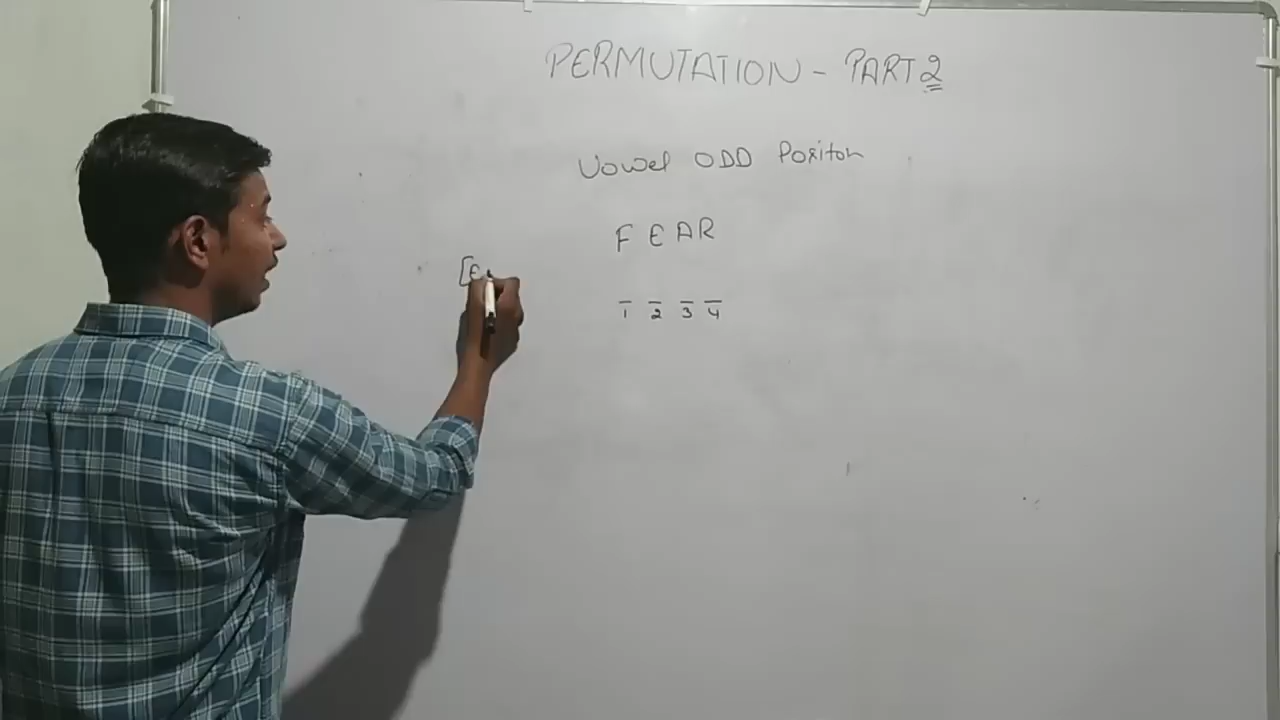 PERMUTATION - PART 2
Vowel ODD Position
F E A R
[E
1 2 3 4